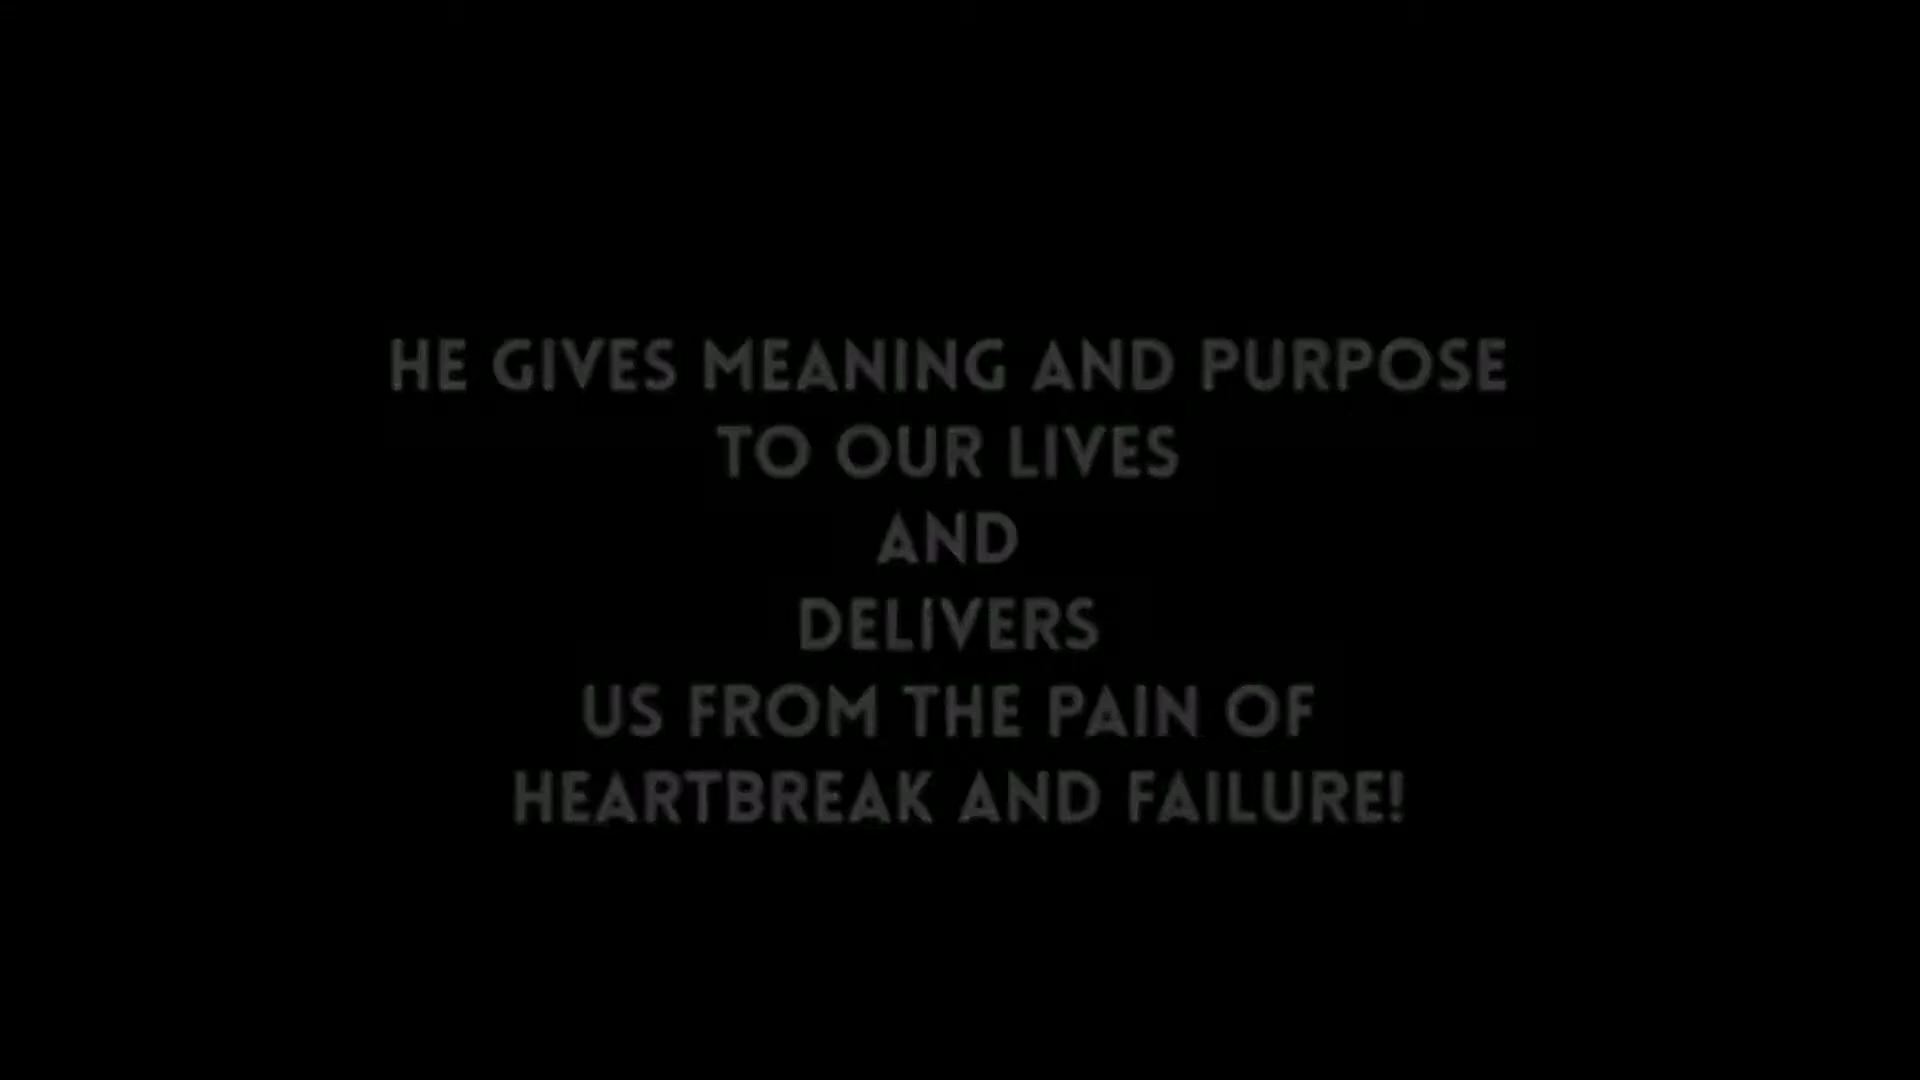 HE GIVES MEANING AND PURPOSE
TO OUR LIVES
AND
DELIVERS
US FROM THE PAIN OF
HEARTBREAK AND FAILURE!